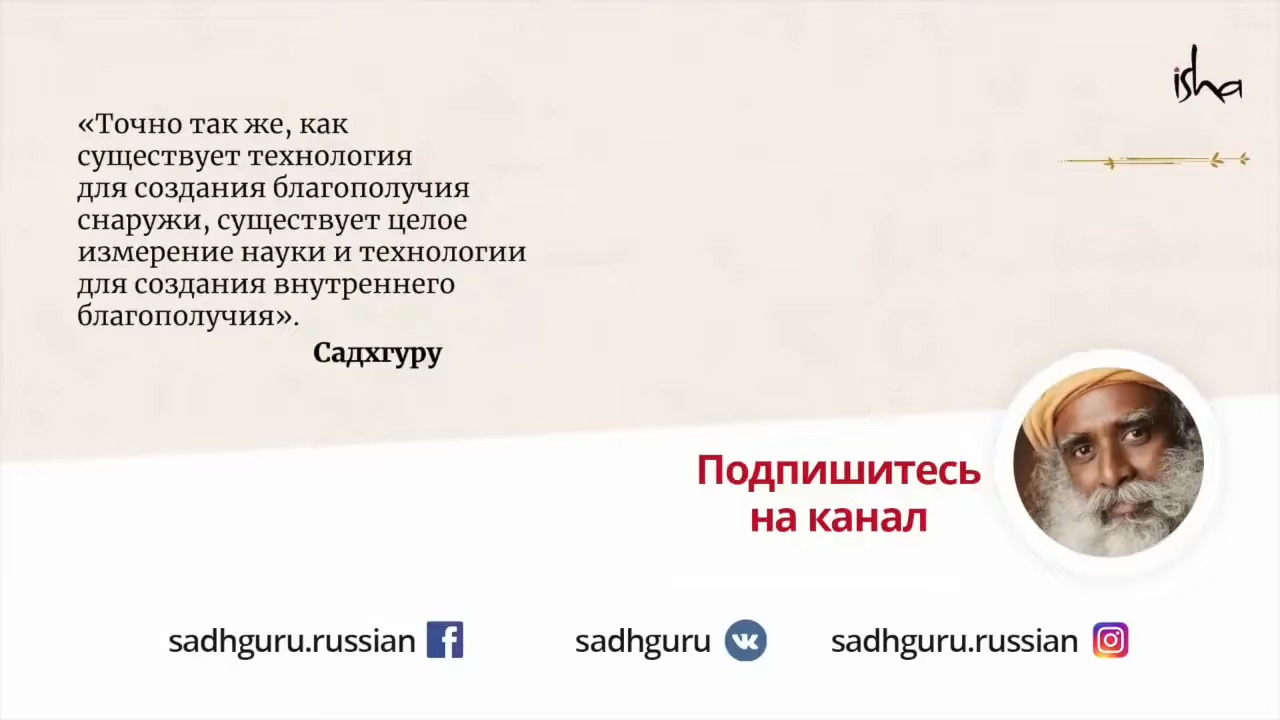 isha
«Точно так же, как
существует технология
для создания благополучия
снаружи, существует целое
измерение науки и технологии
для создания внутреннего
благополучия».
Садхгуру
Подпишитесь
на канал
sadhguru.russian
sadhguru
sadhguru.russian